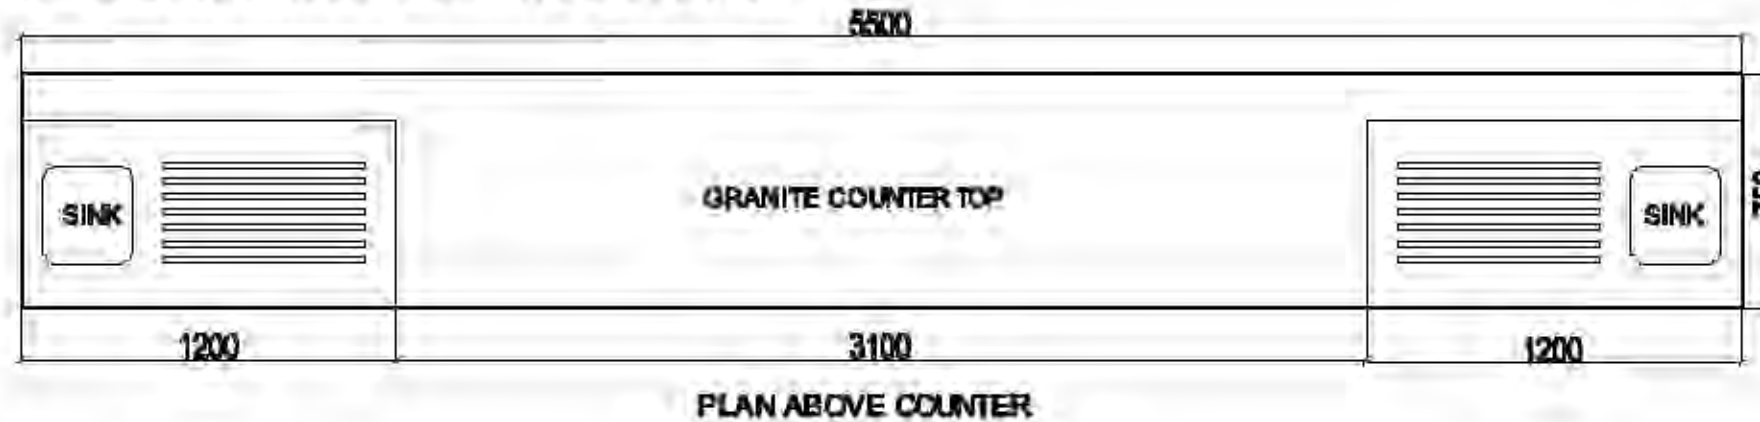 5500
GRANITE COUNTER TOP
SINK
SINK
1200
3100
1200
PLAN ABOVE COUNTER